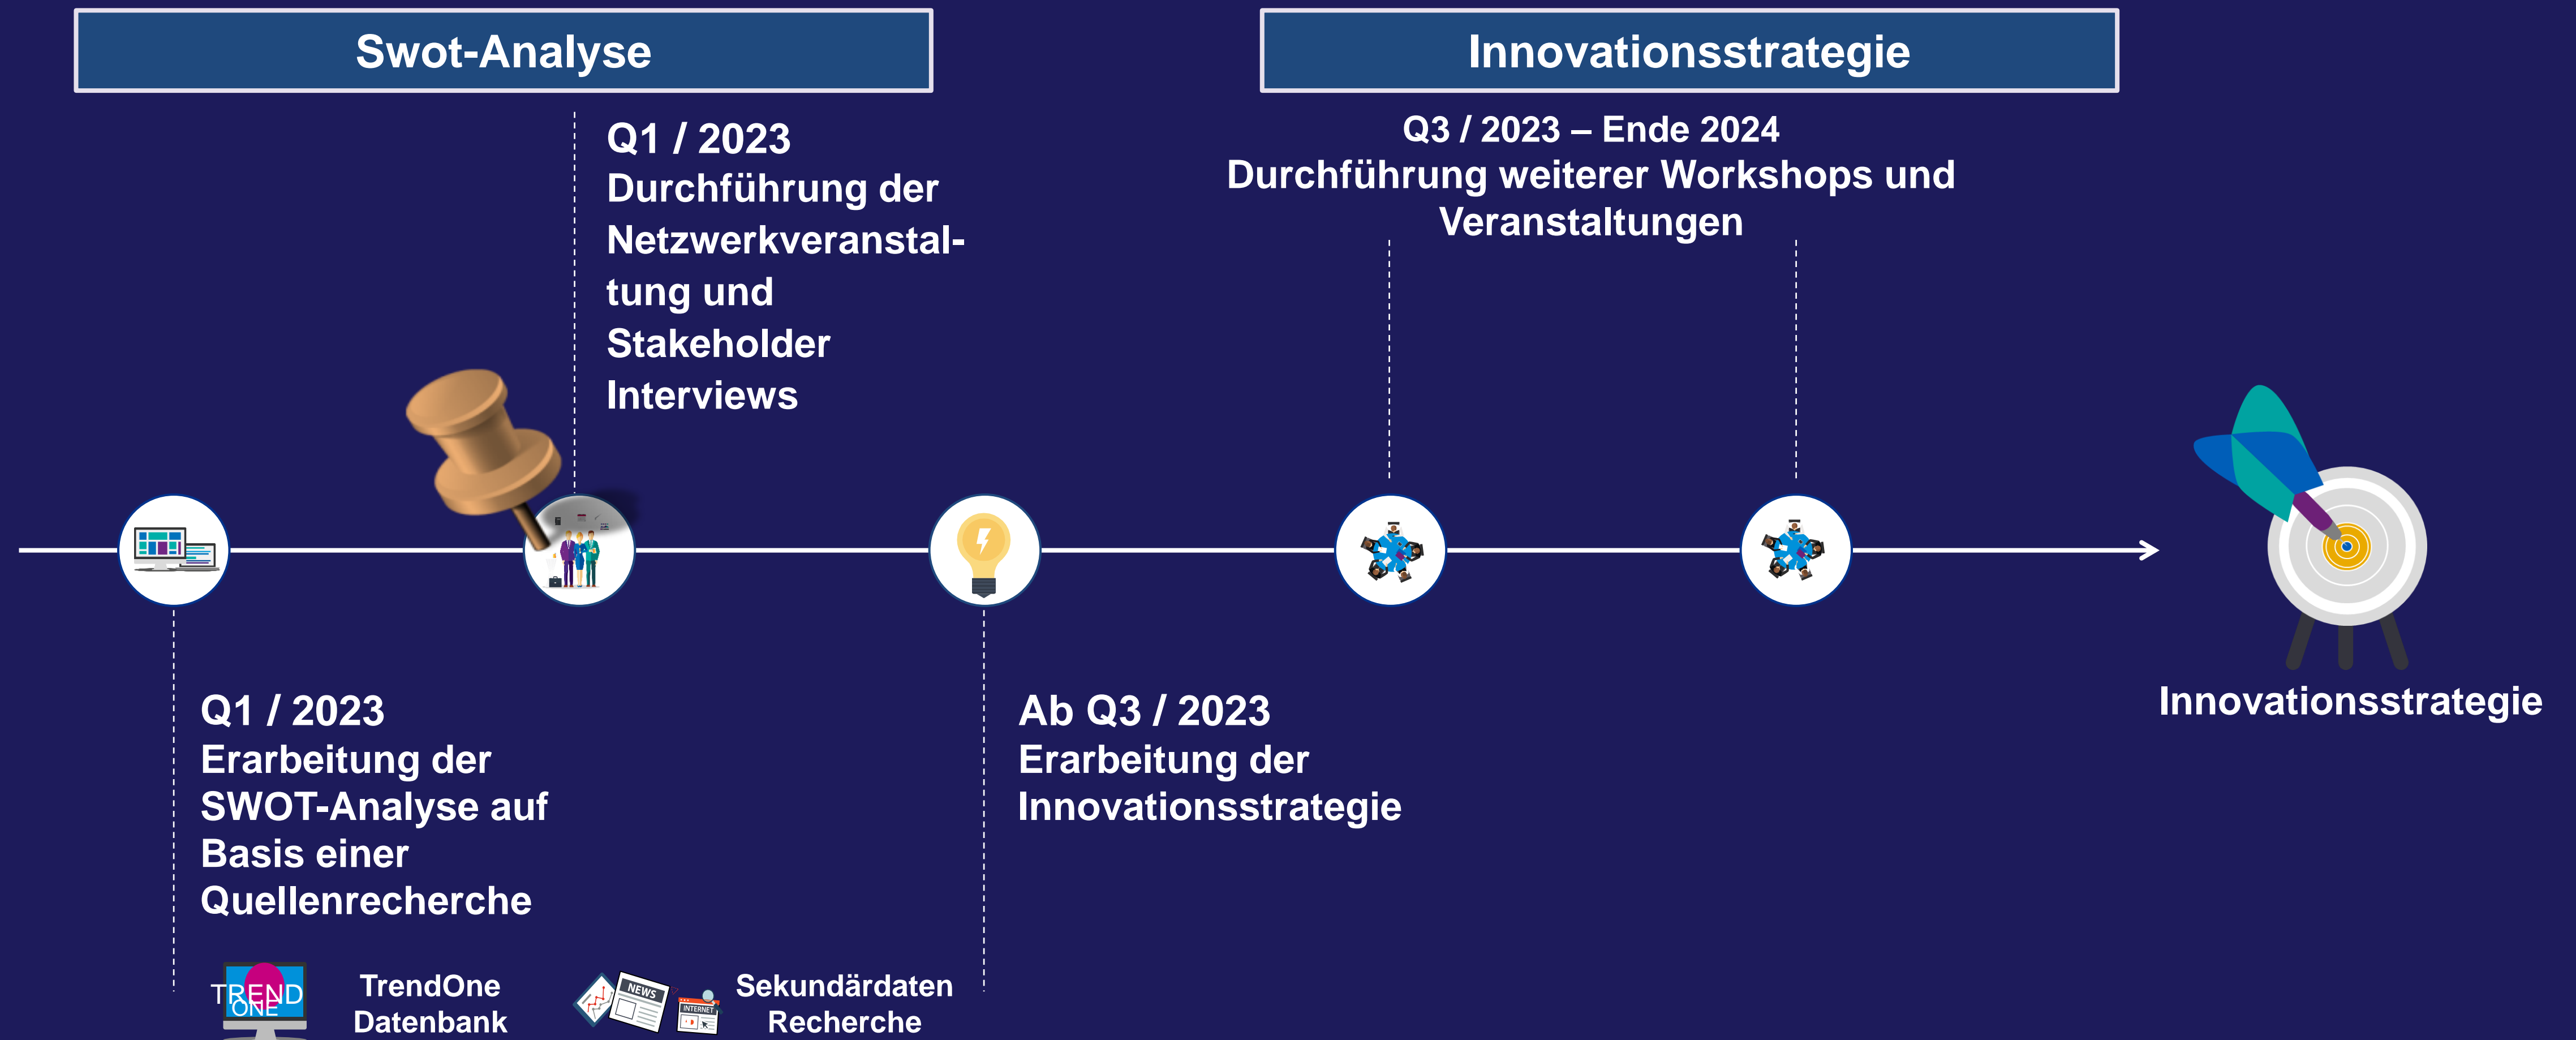 Swot-Analyse
Innovationsstrategie
Q1 / 2023
Durchführung der
Netzwerkveranstal-
tung und
Stakeholder
Interviews
Q3 / 2023 – Ende 2024
Durchführung weiterer Workshops und
Veranstaltungen
Q1 / 2023
Erarbeitung der
SWOT-Analyse auf
Basis einer
Quellenrecherche
Ab Q3 / 2023
Erarbeitung der
Innovationsstrategie
Innovationsstrategie
TREND
ONE
TrendOne
Datenbank
NEWS
INTERNET
Sekundärdaten
Recherche